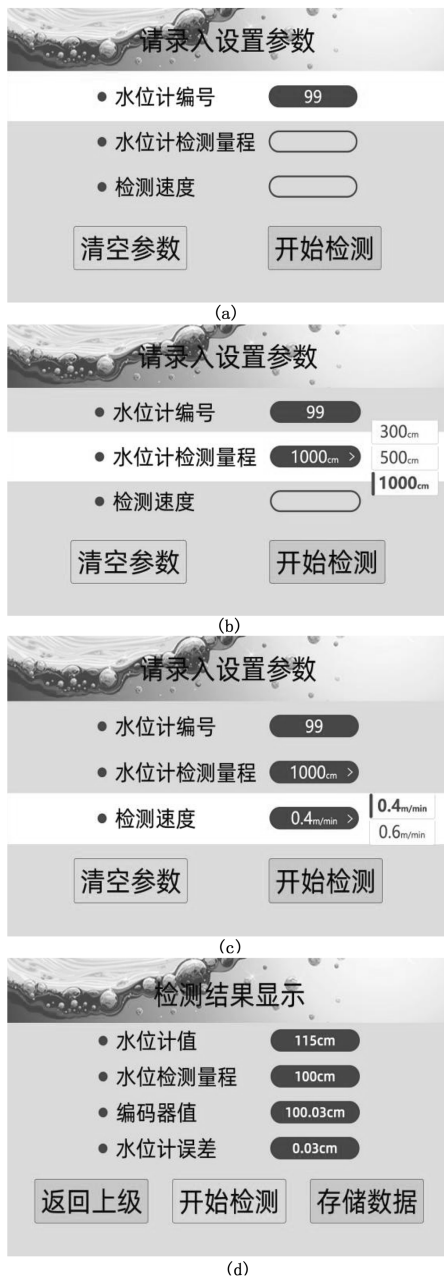 请录入设置参数
● 水位计编号 99
● 水位计检测量程
● 检测速度
清空参数 开始检测
(a)
请录入设置参数
● 水位计编号 99
300cm
● 水位计检测量程 1000cm > 500cm
1000cm
● 检测速度
清空参数 开始检测
(b)
请录入设置参数
● 水位计编号 99
● 水位计检测量程 1000cm >
0.4m/min
● 检测速度 0.4m/min >
0.6m/min
清空参数 开始检测
(c)
检测结果显示
● 水位计值 115cm
● 水位检测量程 100cm
● 编码器值 100.03cm
● 水位计误差 0.03cm
返回上级 开始检测 存储数据
(d)